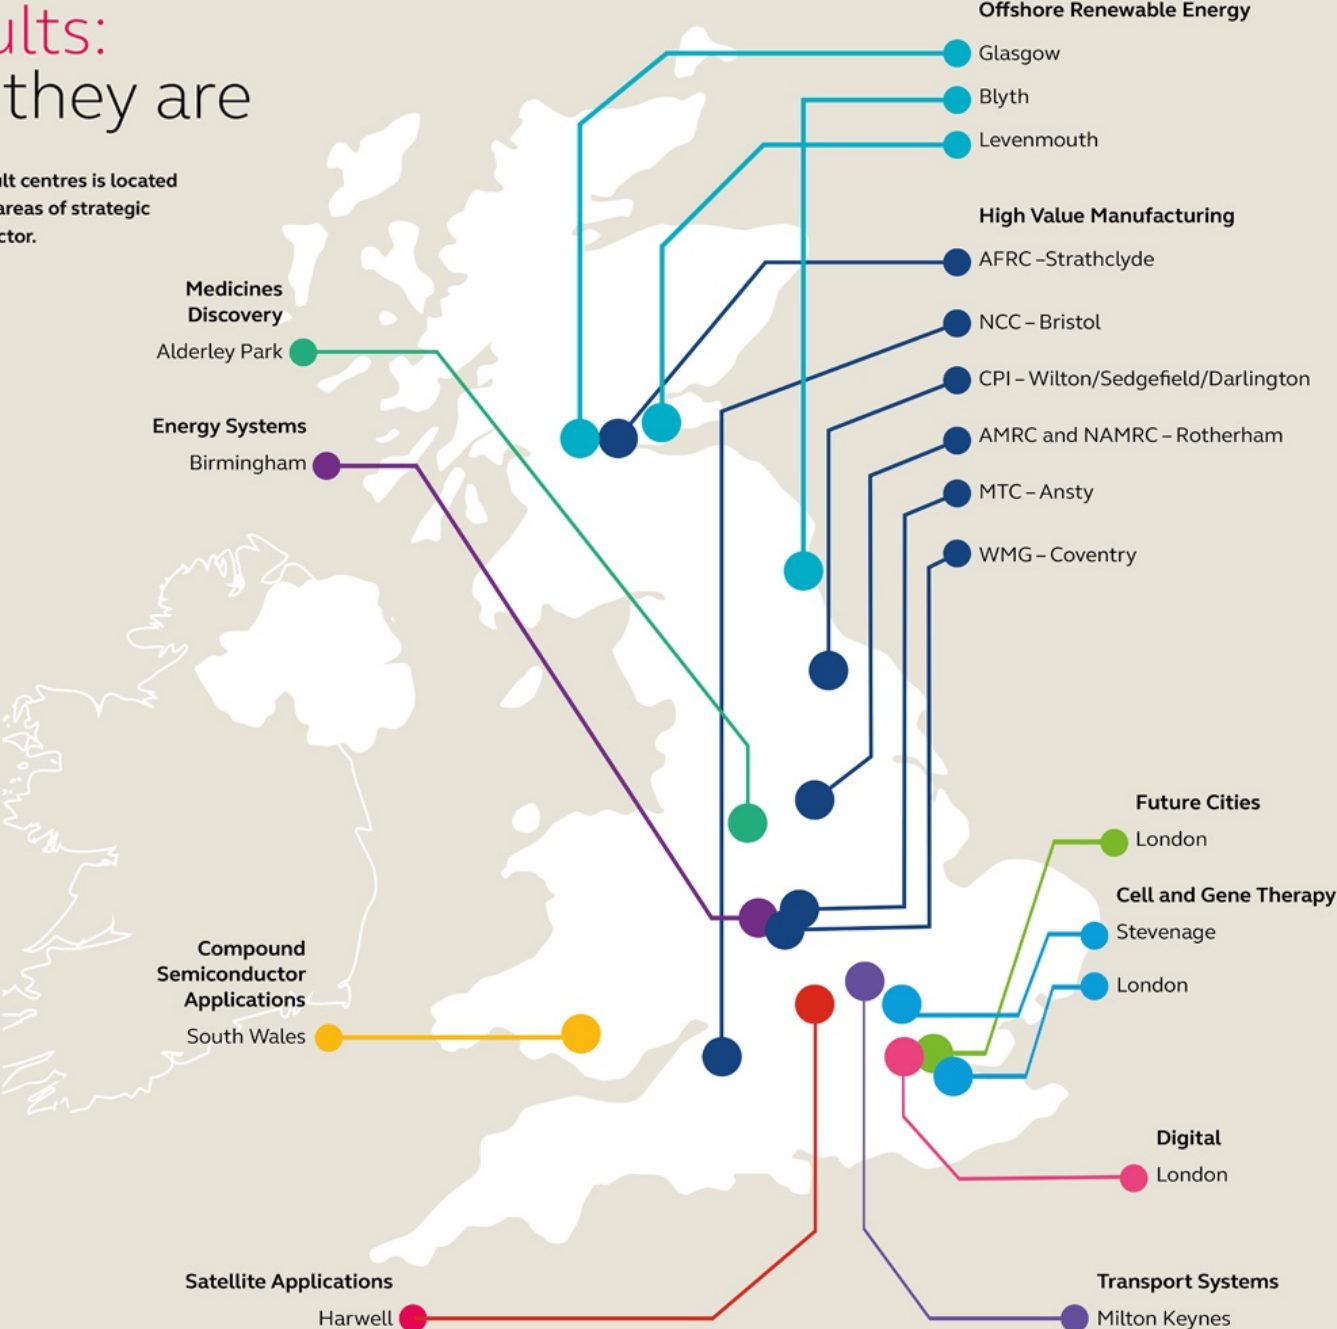 ults:
they are
lt centres is located
areas of strategic
ctor.
Medicines
Discovery
Alderley Park
Energy Systems
Birmingham
Compound
Semiconductor
Applications
South Wales
Satellite Applications
Harwell
Offshore Renewable Energy
Glasgow
Blyth
Levenmouth
High Value Manufacturing
AFRC –Strathclyde
NCC – Bristol
CPI – Wilton/Sedgefield/Darlington
AMRC and NAMRC – Rotherham
MTC – Ansty
WMG – Coventry
Future Cities
London
Cell and Gene Therapy
Stevenage
London
Digital
London
Transport Systems
Milton Keynes